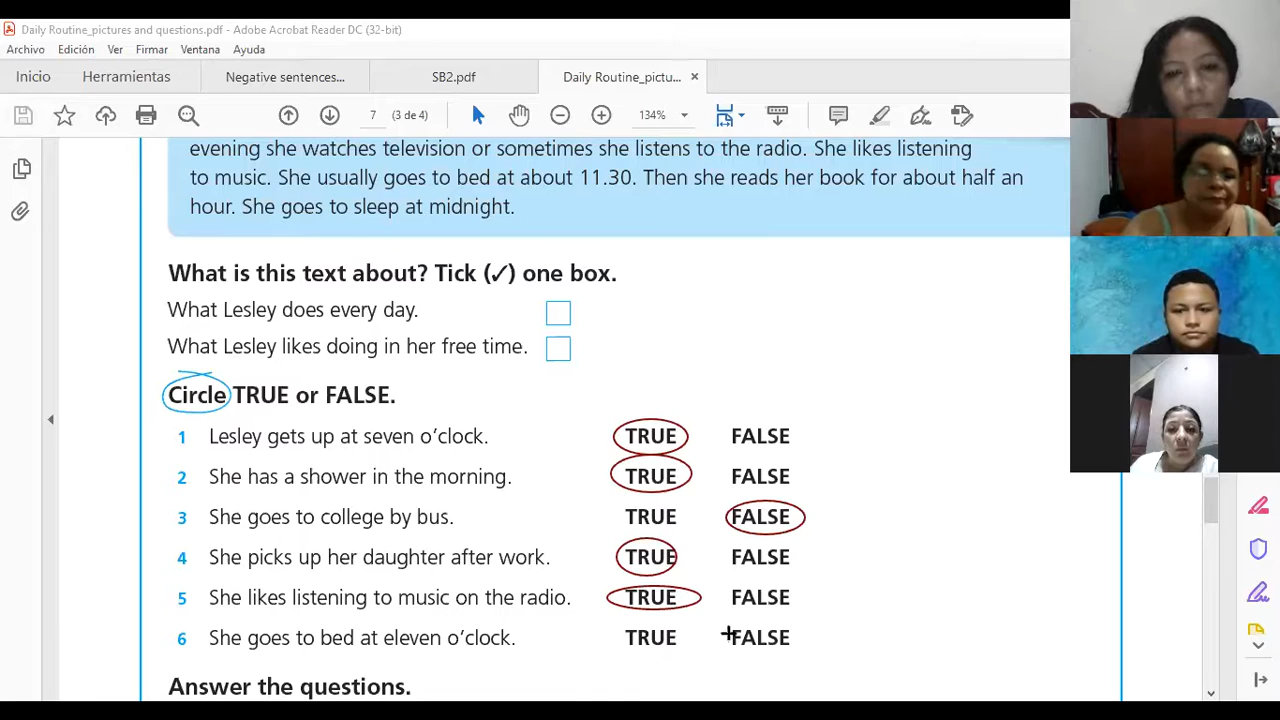 Daily Routine_pictures and questions.pdf - Adobe Acrobat Reader DC (32-bit)
Archivo Edición Ver Firmar Ventana Ayuda
Inicio Herramientas Negative sentences... SB2.pdf Daily Routine_pictu... ×
7 (3 de 4) 134%
evening she watches television or sometimes she listens to the radio. She likes listening
to music. She usually goes to bed at about 11.30. Then she reads her book for about half an
hour. She goes to sleep at midnight.
What is this text about? Tick (✓) one box.
What Lesley does every day.
What Lesley likes doing in her free time.
Circle TRUE or FALSE.
1 Lesley gets up at seven o'clock. TRUE FALSE
2 She has a shower in the morning. TRUE FALSE
3 She goes to college by bus. TRUE FALSE
4 She picks up her daughter after work. TRUE FALSE
5 She likes listening to music on the radio. TRUE FALSE
6 She goes to bed at eleven o'clock. TRUE FALSE
Answer the questions.